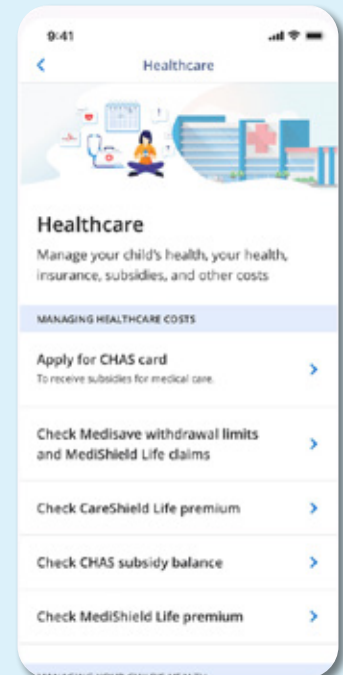 9:41
Healthcare
Healthcare
Manage your child's health, your health,
insurance, subsidies, and other costs
MANAGING HEALTHCARE COSTS
Apply for CHAS card
To receive subsidies for medical care.
Check Medisave withdrawal limits
and MediShield Life claims
Check CareShield Life premium
Check CHAS subsidy balance
Check MediShield Life premium